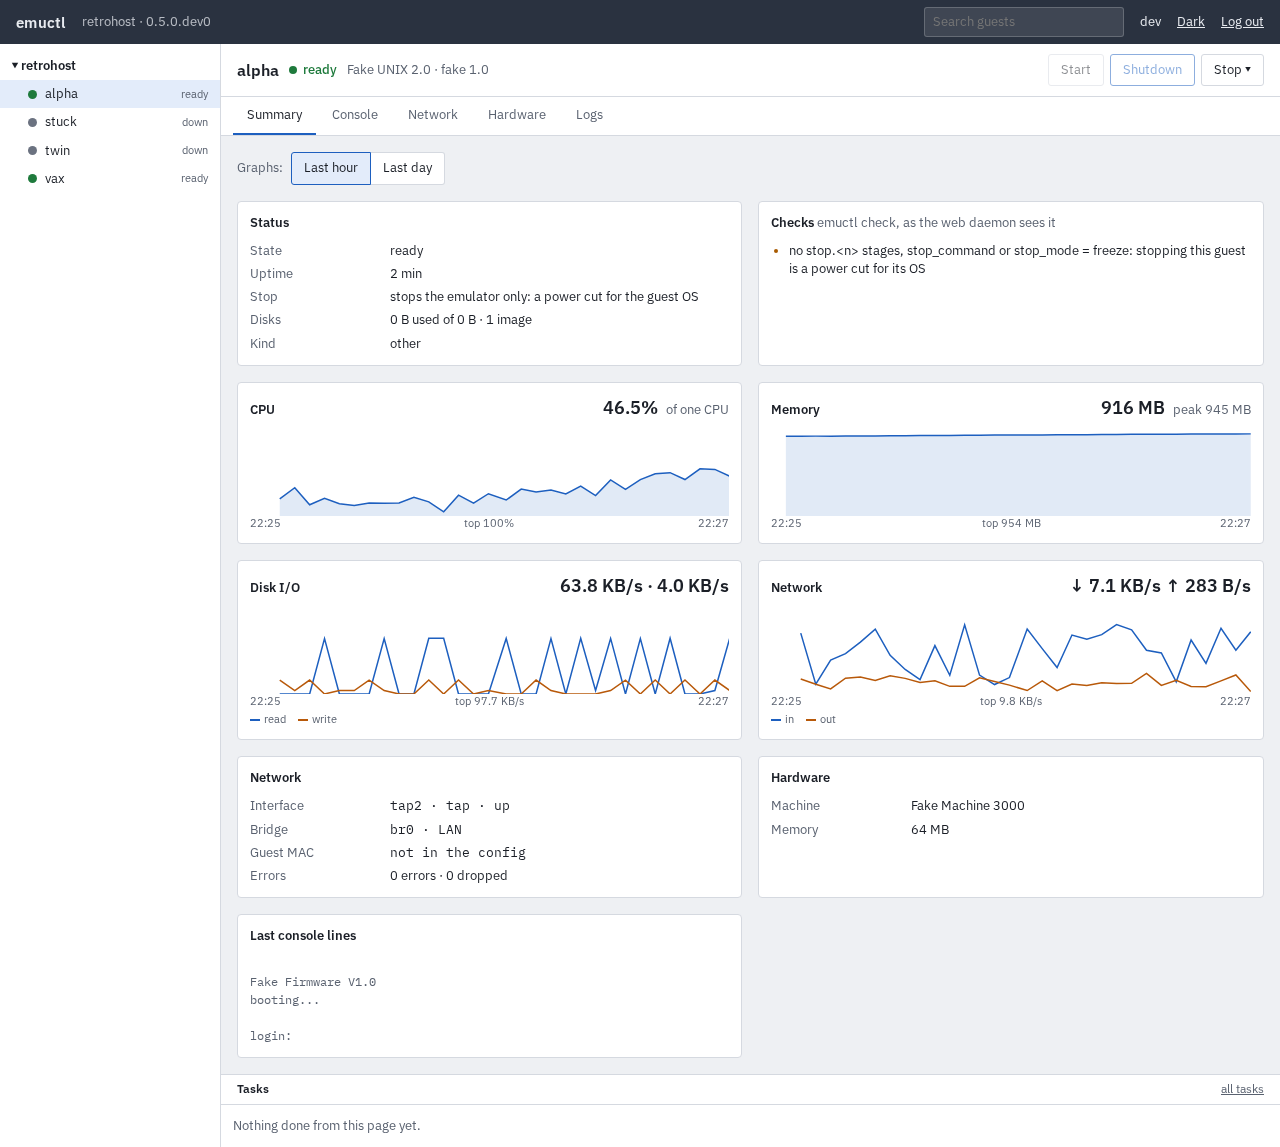 emuctl retrohost · 0.5.0.dev0 Search guests dev Dark Log out
▾ retrohost
alpha ready
stuck down
twin down
vax ready
alpha ready Fake UNIX 2.0 · fake 1.0 Start Shutdown Stop ▾
Summary Console Network Hardware Logs
Graphs: Last hour Last day
Status
State ready
Uptime 2 min
Stop stops the emulator only: a power cut for the guest OS
Disks 0 B used of 0 B · 1 image
Kind other
Checks emuctl check, as the web daemon sees it
• no stop.<n> stages, stop_command or stop_mode = freeze: stopping this guest
is a power cut for its OS
CPU 46.5% of one CPU
22:25 top 100% 22:27
Memory 916 MB peak 945 MB
22:25 top 954 MB 22:27
Disk I/O 63.8 KB/s · 4.0 KB/s
22:25 top 97.7 KB/s 22:27
read write
Network ↓ 7.1 KB/s ↑ 283 B/s
22:25 top 9.8 KB/s 22:27
in out
Network
Interface tap2 · tap · up
Bridge br0 · LAN
Guest MAC not in the config
Errors 0 errors · 0 dropped
Hardware
Machine Fake Machine 3000
Memory 64 MB
Last console lines
Fake Firmware V1.0
booting...
login:
Tasks all tasks
Nothing done from this page yet.